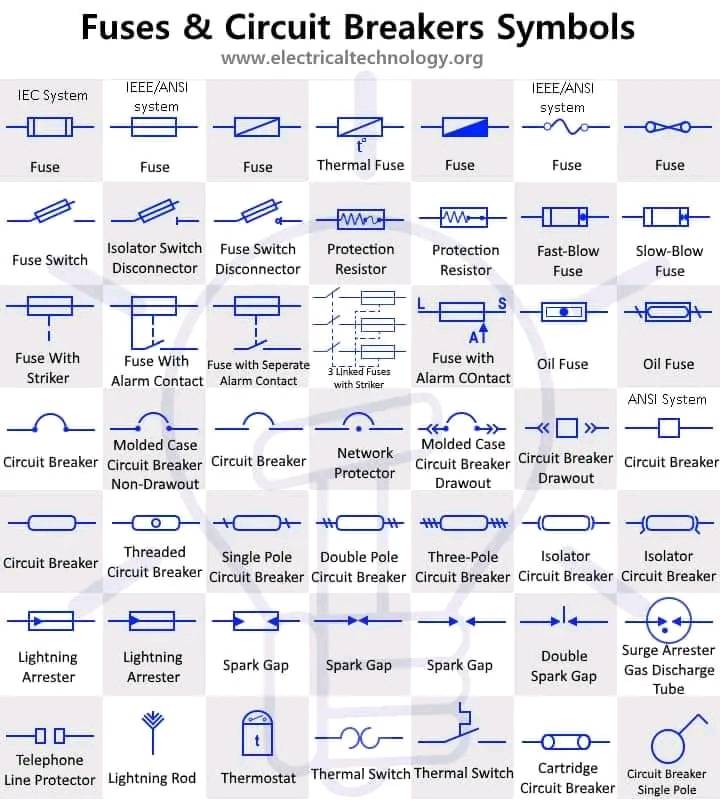 Fuses & Circuit Breakers Symbols
www.electricaltechnology.org
IEC System
IEEE/ANSI
system
IEEE/ANSI
system
t°
Fuse
Fuse
Fuse
Thermal Fuse
Fuse
Fuse
Fuse
Fuse Switch
Isolator Switch
Disconnector
Fuse Switch
Disconnector
Protection
Resistor
Protection
Resistor
Fast-Blow
Fuse
Slow-Blow
Fuse
L
S
A
Fuse With
Striker
Fuse With
Alarm Contact
Fuse with Seperate
Alarm Contact
3 Linked Fuses
with Striker
Fuse with
Alarm COntact
Oil Fuse
Oil Fuse
ANSI System
Circuit Breaker
Molded Case
Circuit Breaker
Non-Drawout
Circuit Breaker
Network
Protector
Molded Case
Circuit Breaker
Drawout
Circuit Breaker
Drawout
Circuit Breaker
Circuit Breaker
Threaded
Circuit Breaker
Single Pole
Circuit Breaker
Double Pole
Circuit Breaker
Three-Pole
Circuit Breaker
Isolator
Circuit Breaker
Isolator
Circuit Breaker
Lightning
Arrester
Lightning
Arrester
Spark Gap
Spark Gap
Spark Gap
Double
Spark Gap
Surge Arrester
Gas Discharge
Tube
t
Telephone
Line Protector
Lightning Rod
Thermostat
Thermal Switch
Thermal Switch
Cartridge
Circuit Breaker
Circuit Breaker
Single Pole